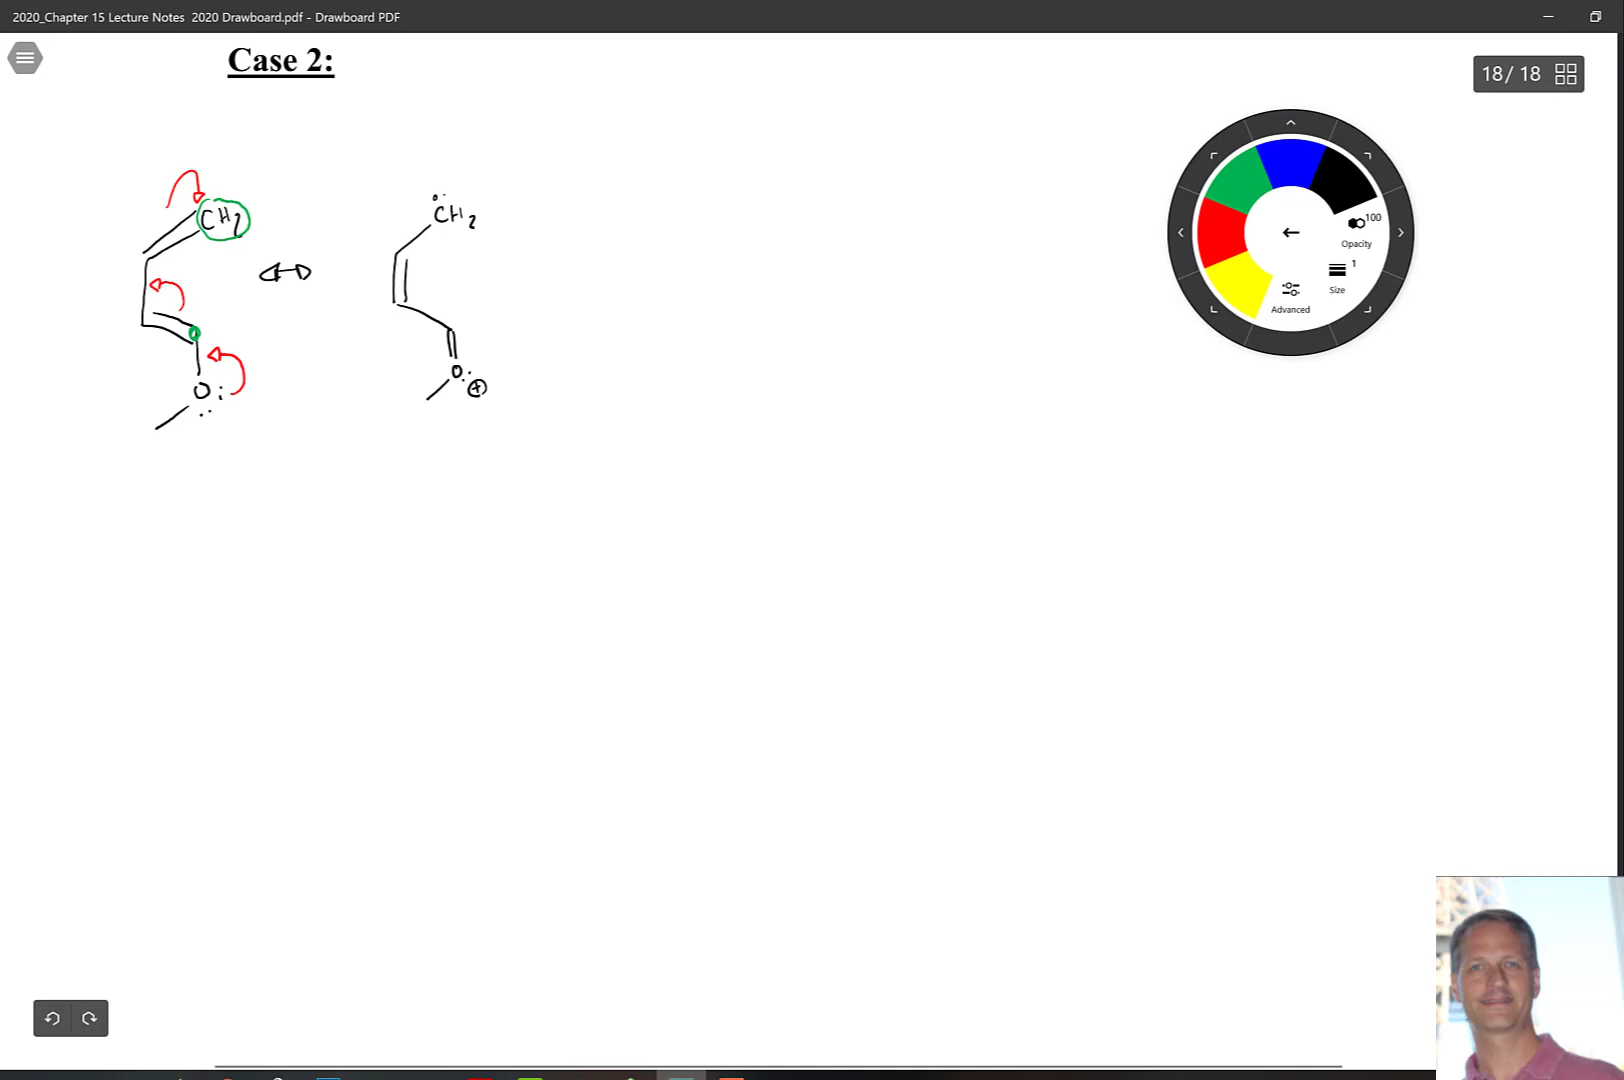 2020_Chapter 15 Lecture Notes 2020 Drawboard.pdf - Drawboard PDF
Case 2:
18/ 18
100
Opacity
1
Size
Advanced
CH2
O
CH2
O
+